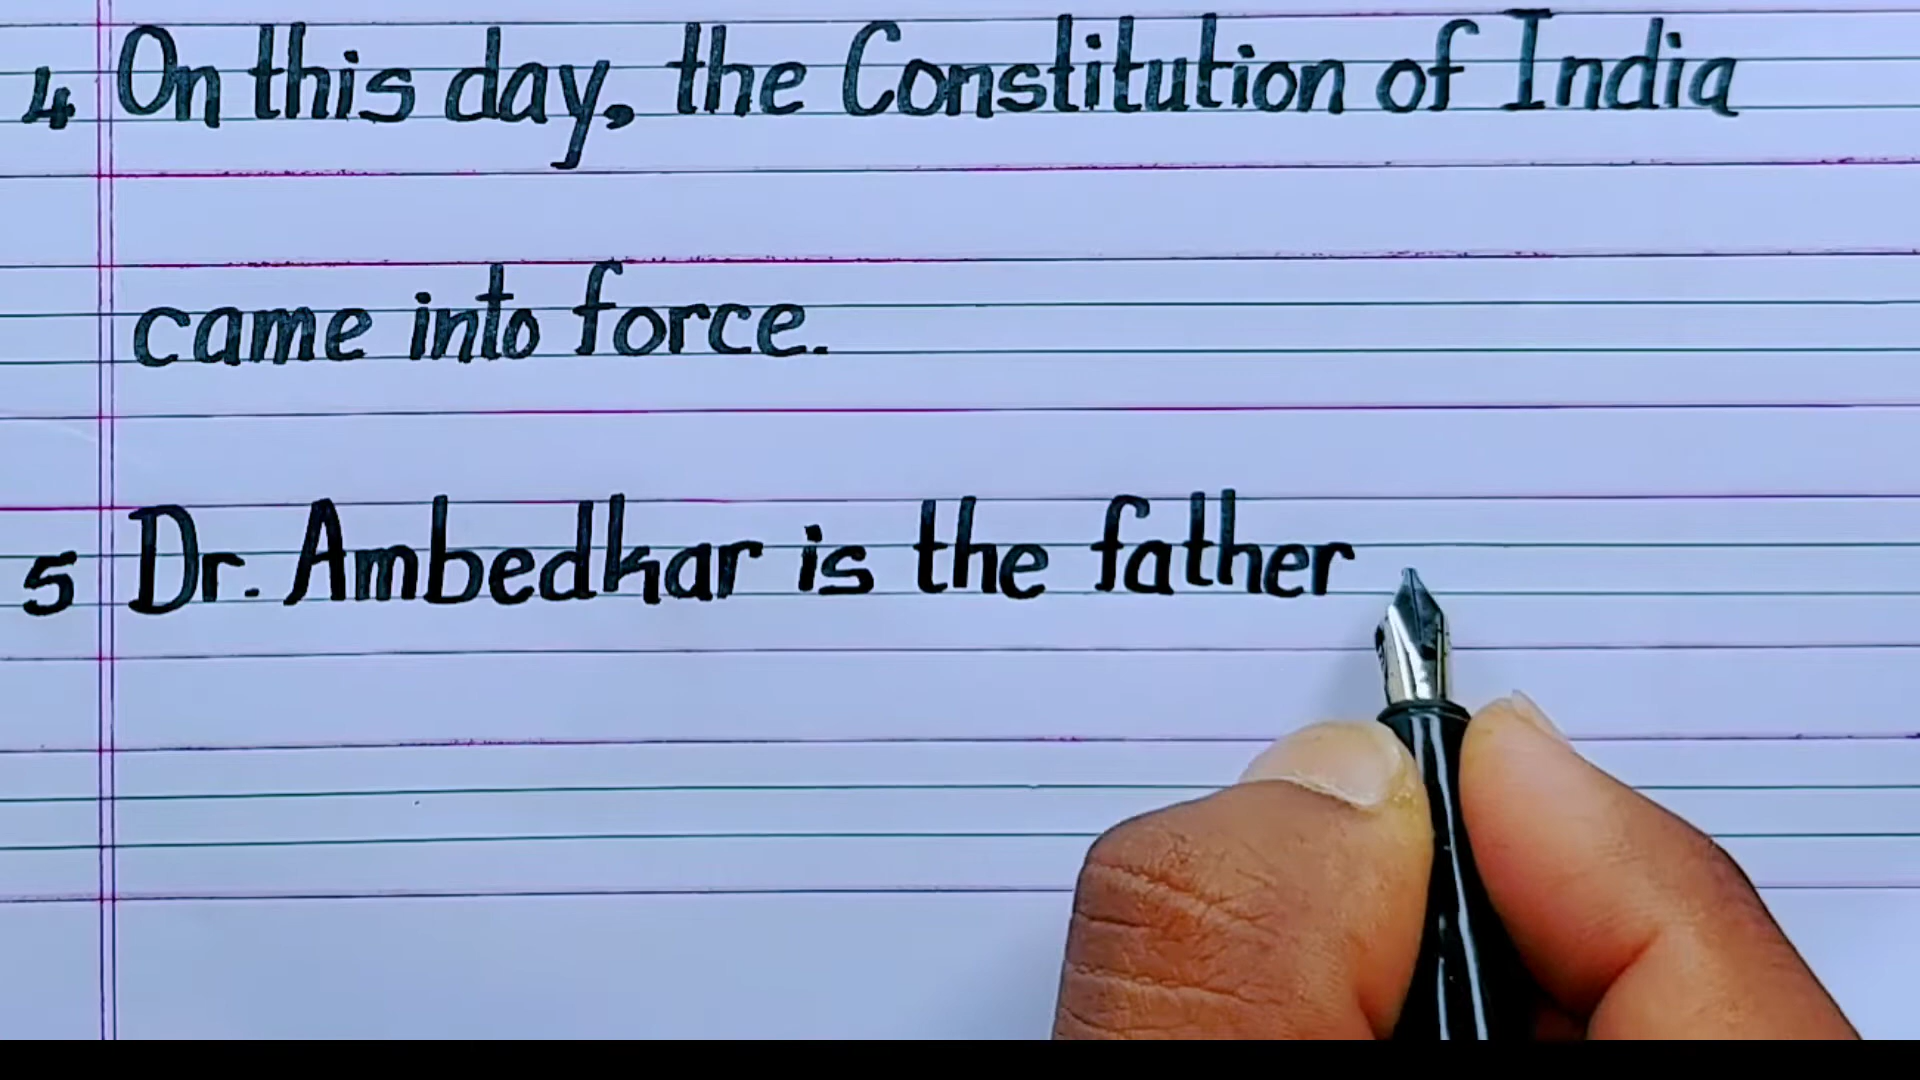 4 On this day, the Constitution of India
came into force.
5 Dr. Ambedkar is the father